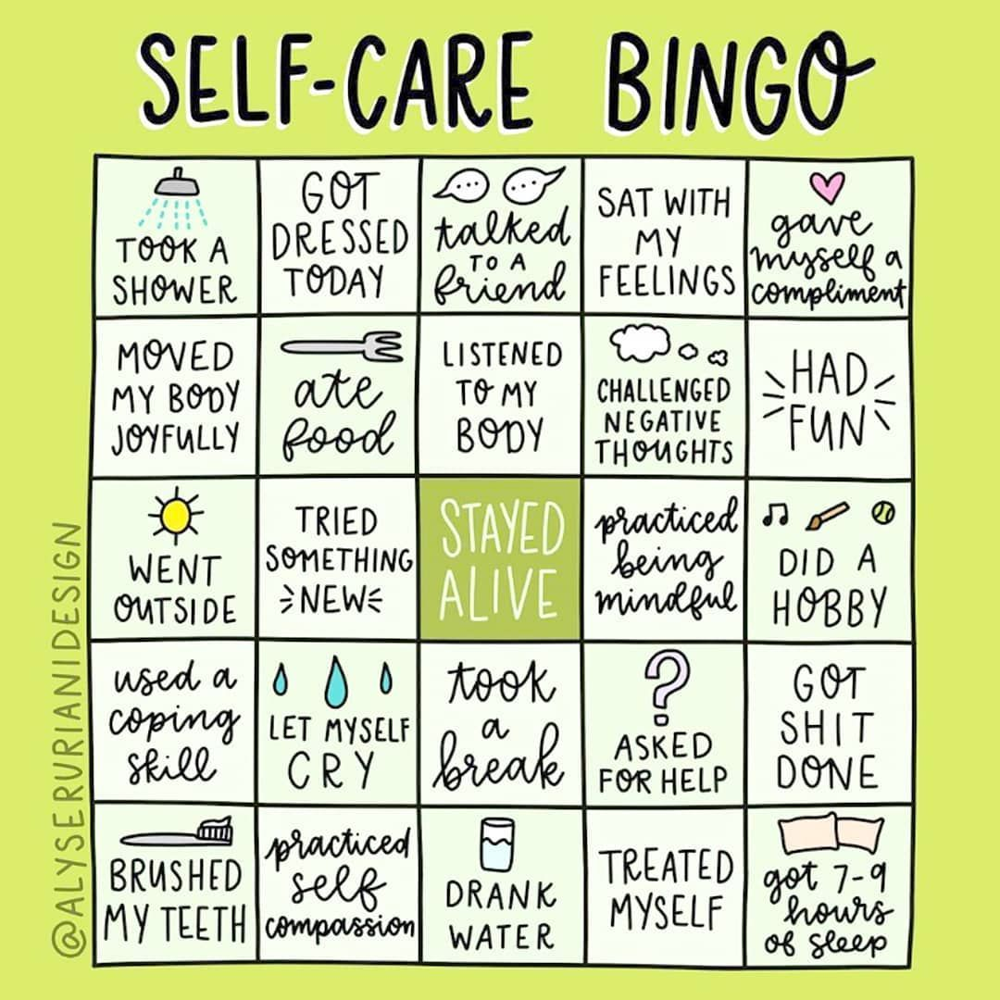 SELF-CARE BINGO
TOOK A
SHOWER
GOT
DRESSED
TODAY
talked
TO A
friend
SAT WITH
MY
FEELINGS
gave
myself a
compliment
MOVED
MY BODY
JOYFULLY
ate
food
LISTENED
TO MY
BODY
CHALLENGED
NEGATIVE
THOUGHTS
HAD
FUN
WENT
OUTSIDE
TRIED
SOMETHING
NEW
STAYED
ALIVE
practiced
being
mindful
DID A
HOBBY
used a
coping
skill
LET MYSELF
CRY
took
a
break
ASKED
FOR HELP
GOT
SHIT
DONE
BRUSHED
MY TEETH
practiced
self
compassion
DRANK
WATER
TREATED
MYSELF
got 7-9
hours
of sleep
@ALYSERURIANIDESIGN